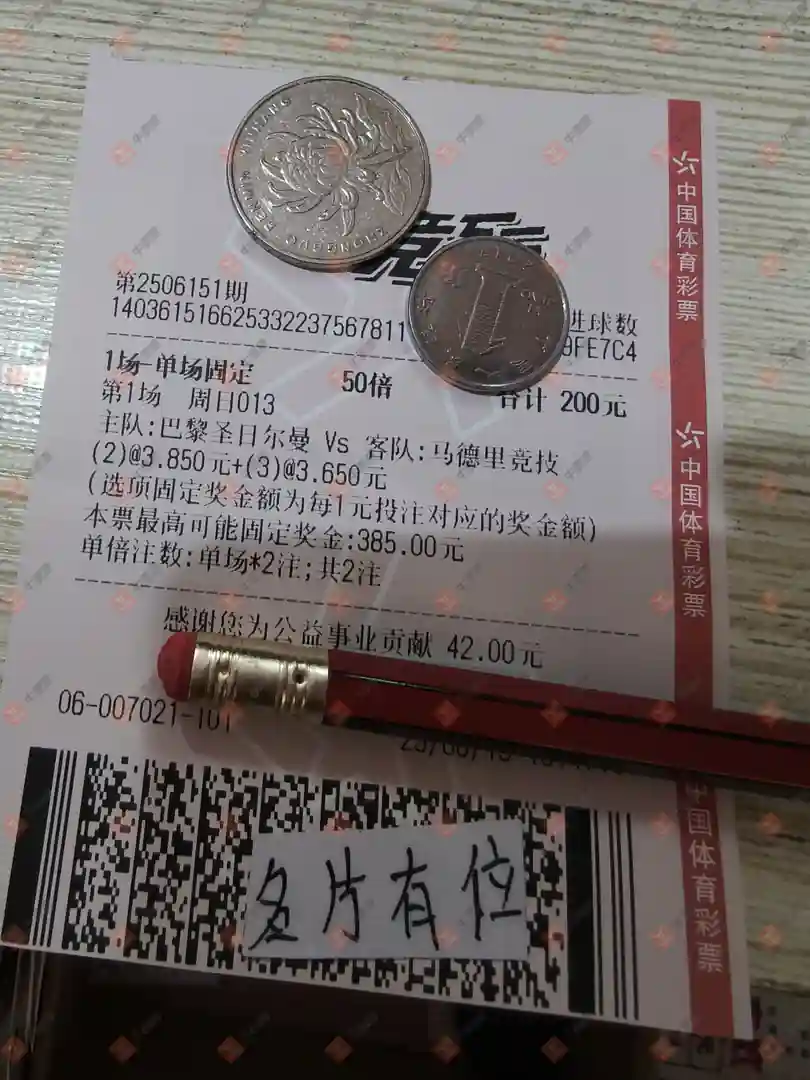 第2506151期
进球数
140361516625332237567811
9FE7C4
1场-单场固定 50倍 合计 200元
第1场 周日013
主队:巴黎圣日尔曼 Vs 客队:马德里竞技
(2)@3.850元+(3)@3.650元
(选项固定奖金额为每1元投注对应的奖金额)
本票最高可能固定奖金:385.00元
单倍注数:单场*2注;共2注
感谢您为公益事业贡献 42.00元
06-007021-101
名片有位
中国体育彩票
中国体育彩票
中国体育彩票